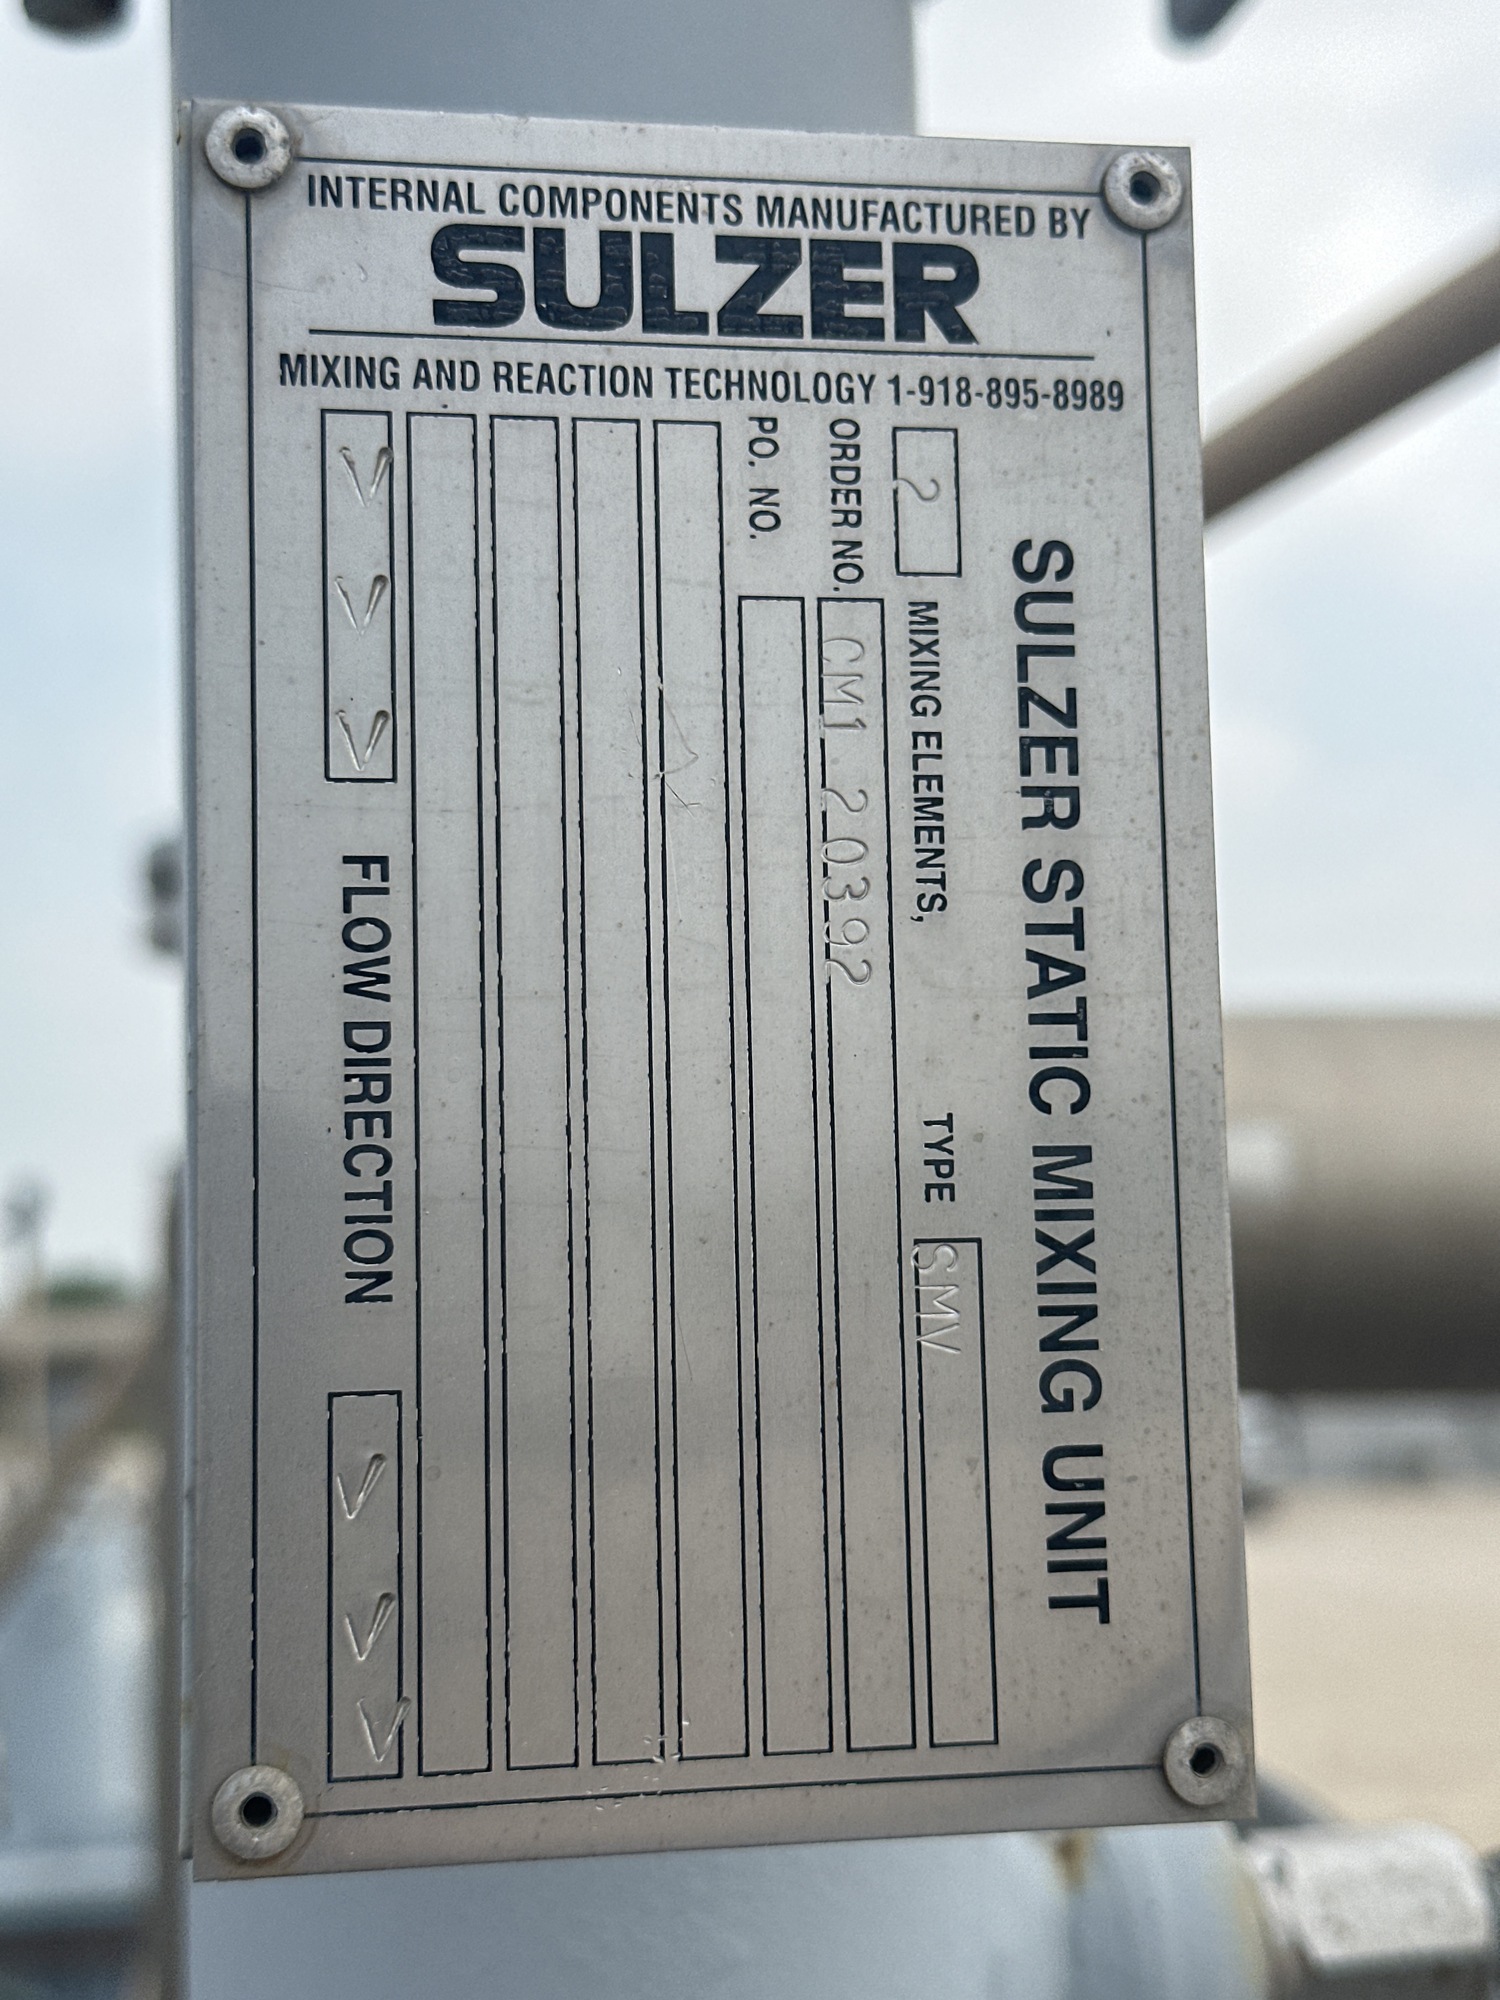 INTERNAL COMPONENTS MANUFACTURED BY
SULZER
MIXING AND REACTION TECHNOLOGY 1-918-895-8989
SULZER STATIC MIXING UNIT
2 MIXING ELEMENTS, TYPE SMV
ORDER NO. CM1 20392
PO. NO.
> > > FLOW DIRECTION > > >